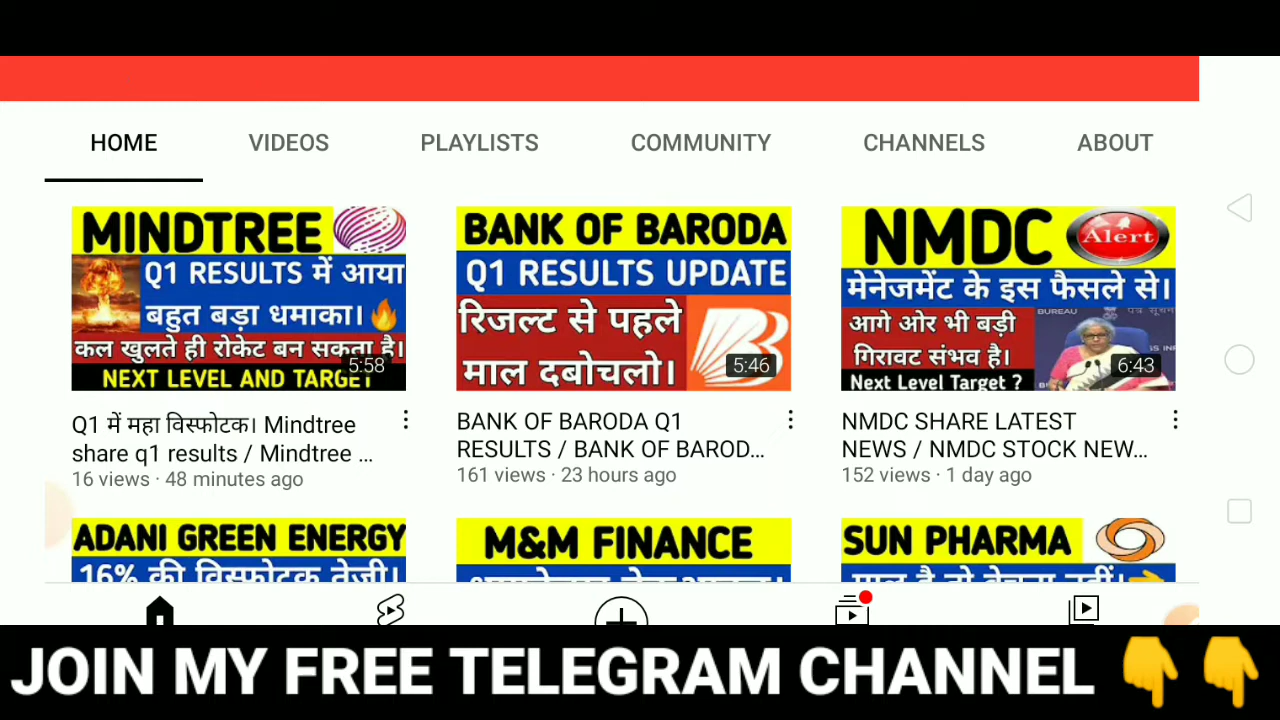 HOME VIDEOS PLAYLISTS COMMUNITY CHANNELS ABOUT
MINDTREE
Q1 RESULTS में आया
बहुत बड़ा धमाका।
कल खुलते ही रोकेट बन सकता है।
NEXT LEVEL AND TARGET
5:58
Q1 में महा विस्फोटक। Mindtree
share q1 results / Mindtree ...
16 views · 48 minutes ago
BANK OF BARODA
Q1 RESULTS UPDATE
रिजल्ट से पहले
माल दबोचलो।
5:46
BANK OF BARODA Q1
RESULTS / BANK OF BAROD...
161 views · 23 hours ago
NMDC
Alert
मेनेजमेंट के इस फैसले से।
आगे ओर भी बड़ी
गिरावट संभव है।
Next Level Target ?
BUREAU
6:43
NMDC SHARE LATEST
NEWS / NMDC STOCK NEW...
152 views · 1 day ago
ADANI GREEN ENERGY
16% की विस्फोटक तेजी।
M&M FINANCE
SUN PHARMA
माल है तो बेचना नहीं।
JOIN MY FREE TELEGRAM CHANNEL